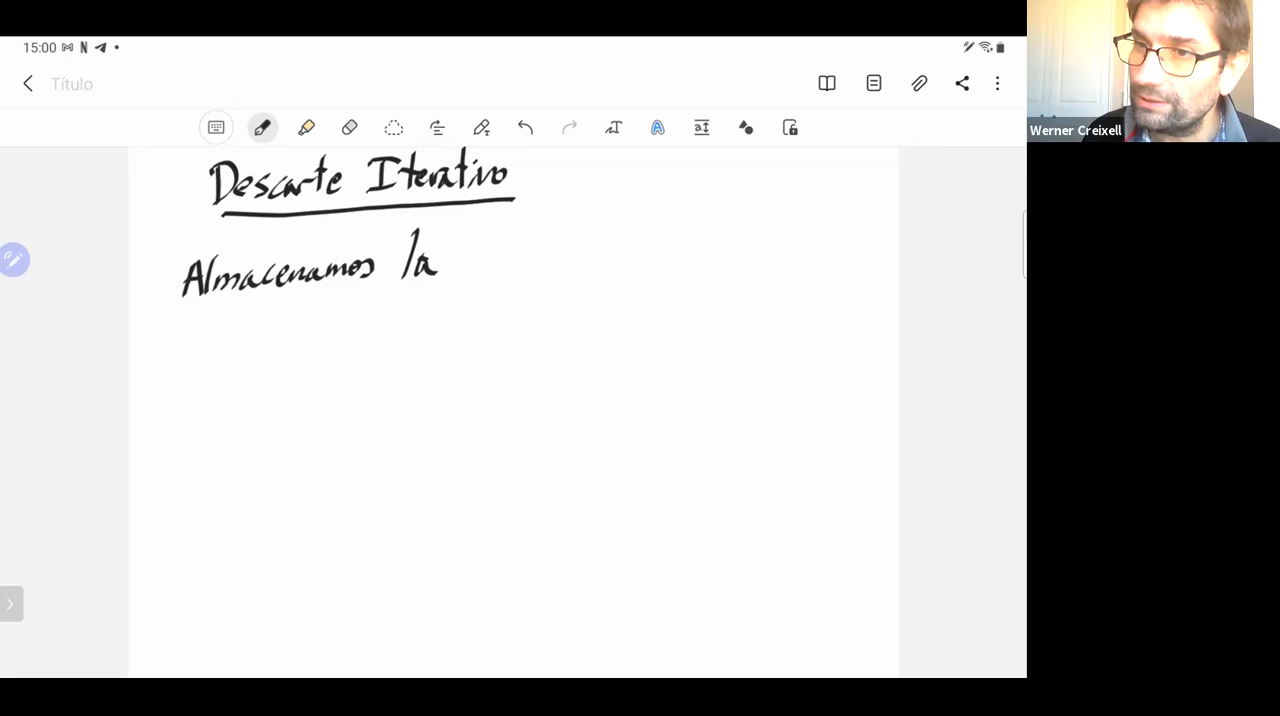 15:00
Título
Werner Creixell
Descarte Iterativo
Almacenamos la